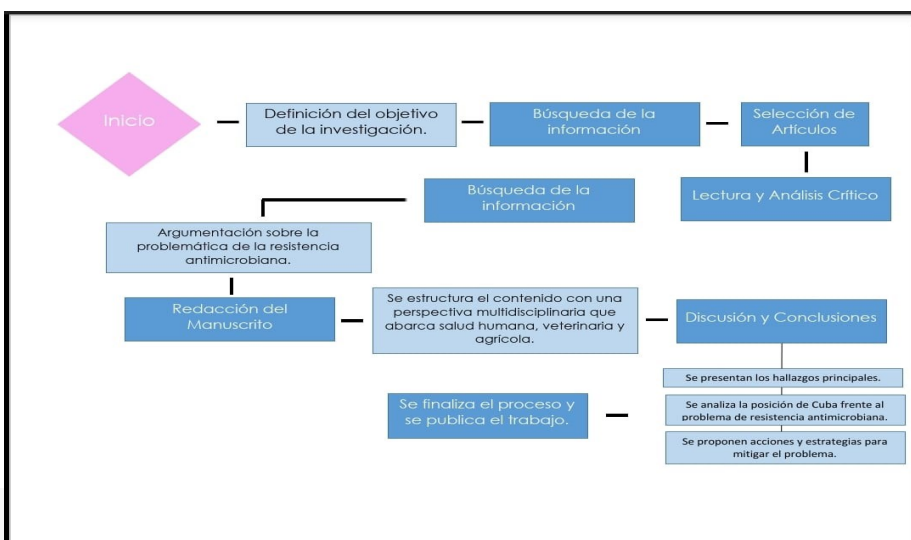 Inicio
Definición del objetivo
de la investigación.
Búsqueda de la
información
Selección de
Artículos
Lectura y Análisis Crítico
Búsqueda de la
información
Argumentación sobre la
problemática de la resistencia
antimicrobiana.
Redacción del
Manuscrito
Se estructura el contenido con una
perspectiva multidisciplinaria que
abarca salud humana, veterinaria y
agrícola.
Discusión y Conclusiones
Se presentan los hallazgos principales.
Se analiza la posición de Cuba frente al
problema de resistencia antimicrobiana.
Se proponen acciones y estrategias para
mitigar el problema.
Se finaliza el proceso y
se publica el trabajo.